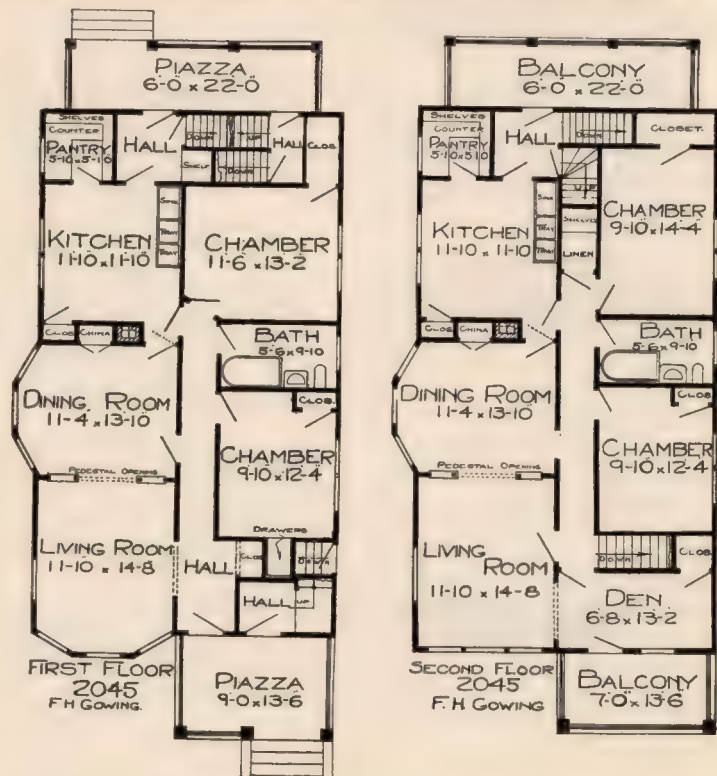 PIAZZA
6-0 x 22-0
SHELVES
COUNTER
PANTRY
5-10 x 5-10
HALL
DOWN
UP
HALL
CLOS.
SHELF
DOWN
KITCHEN
11-10 x 11-10
SINK
TRAY
TRAY
CHAMBER
11-6 x 13-2
CLOS.
CHINA
BATH
5-6 x 9-10
DINING ROOM
11-4 x 13-10
CLOS.
CHAMBER
9-10 x 12-4
PEDESTAL OPENING
DRAWERS
LIVING ROOM
11-10 x 14-8
HALL
CLOS.
DOWN
HALL
UP
FIRST FLOOR
2045
F.H GOWING.
PIAZZA
9-0 x 13-6
BALCONY
6-0 x 22-0
SHELVES
COUNTER
PANTRY
5-10 x 5-10
HALL
DOWN
CLOSET.
UP
KITCHEN
11-10 x 11-10
SINK
TRAY
TRAY
SHELVES
LINEN
CHAMBER
9-10 x 14-4
CLOS.
CHINA
BATH
5-6 x 9-10
DINING ROOM
11-4 x 13-10
CLOS.
CHAMBER
9-10 x 12-4
PEDESTAL OPENING
LIVING
ROOM
11-10 x 14-8
DOWN
CLOS.
DEN
6-8 x 13-2
SECOND FLOOR
2045
F. H GOWING
BALCONY
7-0 x 13-6